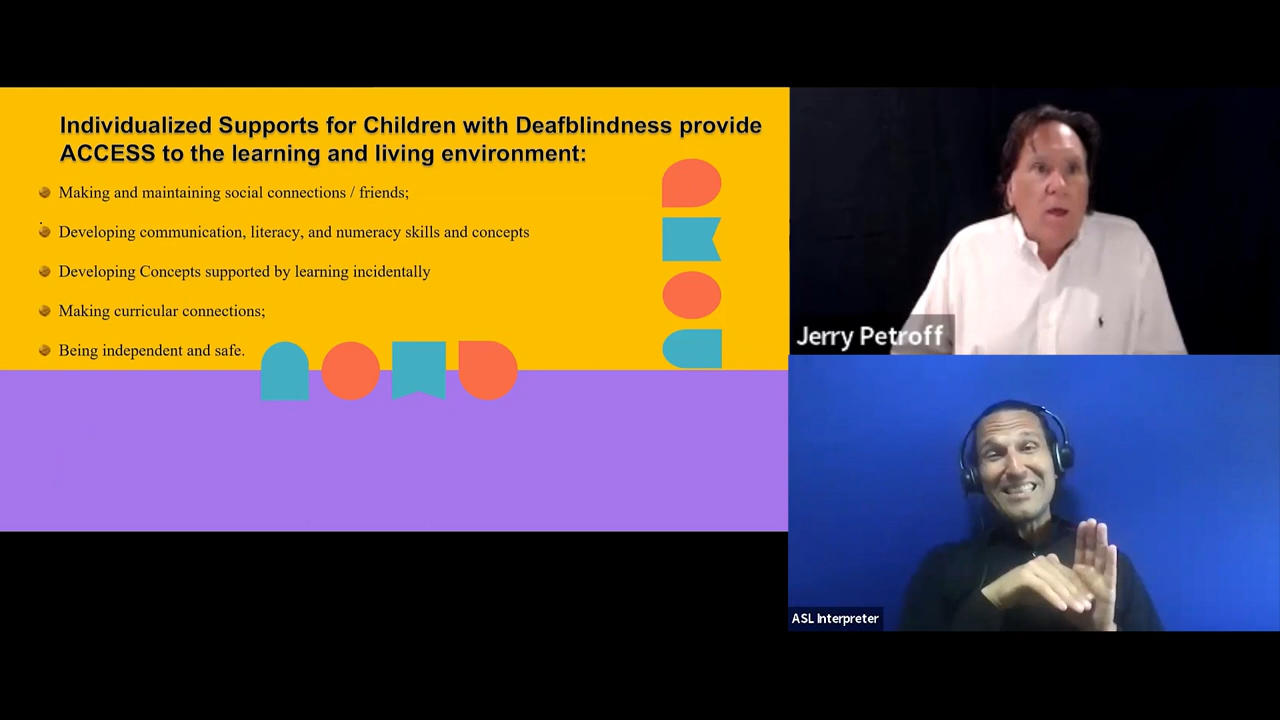 Individualized Supports for Children with Deafblindness provide
ACCESS to the learning and living environment:
Making and maintaining social connections / friends;
Developing communication, literacy, and numeracy skills and concepts
Developing Concepts supported by learning incidentally
Making curricular connections;
Being independent and safe.
Jerry Petroff
ASL Interpreter